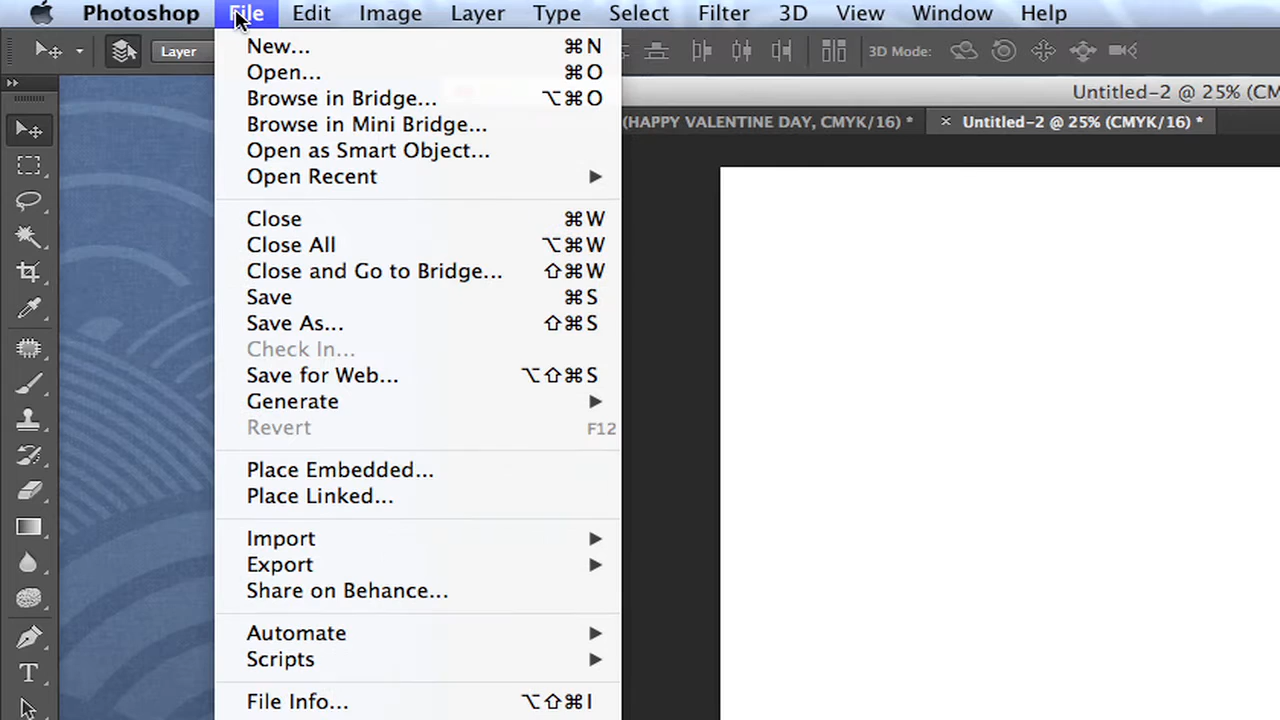 Photoshop File Edit Image Layer Type Select Filter 3D View Window Help
Layer 3D Mode:
Untitled-2 @ 25% (CM
(HAPPY VALENTINE DAY, CMYK/16) * × Untitled-2 @ 25% (CMYK/16) *
New... ⌘N
Open... ⌘O
Browse in Bridge... ⌥⌘O
Browse in Mini Bridge...
Open as Smart Object...
Open Recent ▶
Close ⌘W
Close All ⌥⌘W
Close and Go to Bridge... ⇧⌘W
Save ⌘S
Save As... ⇧⌘S
Check In...
Save for Web... ⌥⇧⌘S
Generate ▶
Revert F12
Place Embedded...
Place Linked...
Import ▶
Export ▶
Share on Behance...
Automate ▶
Scripts ▶
File Info... ⌥⇧⌘I